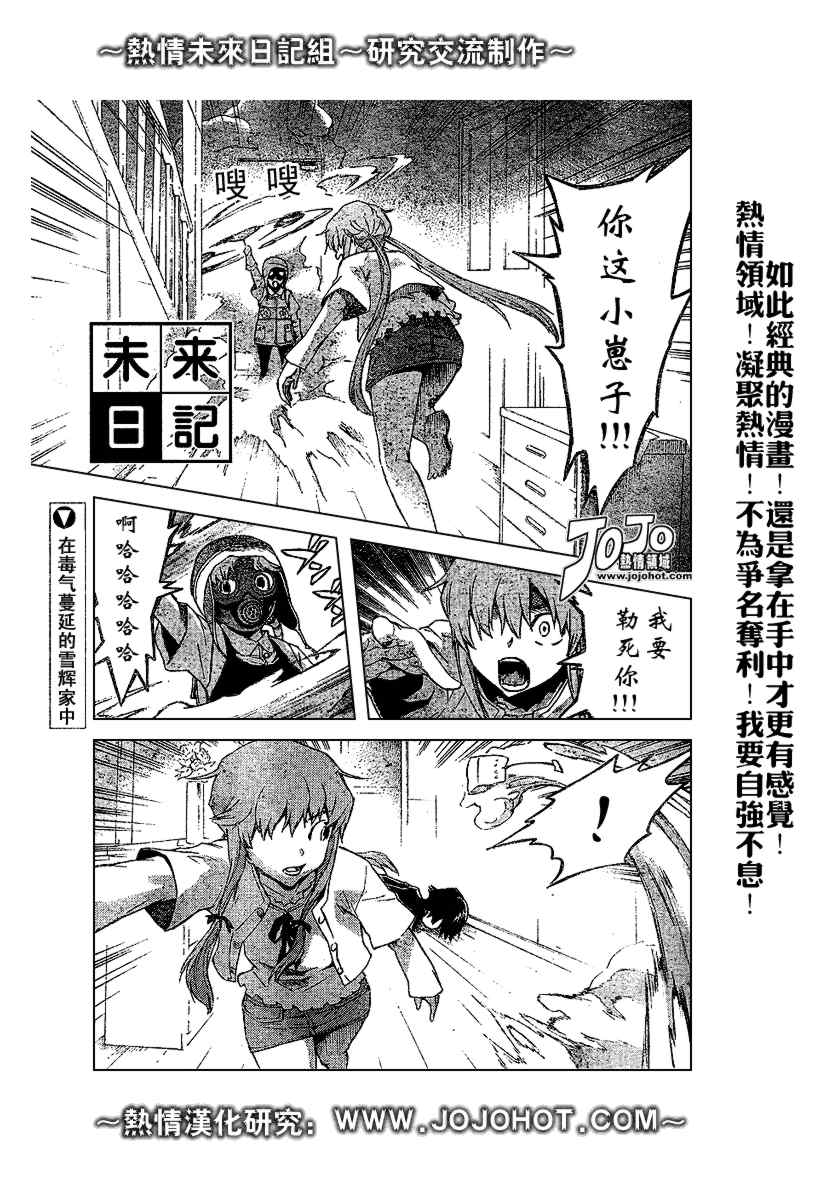 ～熱情未來日記組～研究交流制作～
你这小崽子!!!
嗖 嗖
未来
日記
我要
勒死你!!!
啊哈哈哈哈哈
在毒气蔓延的雪辉家中
JOJO
熱情領域
www.jojohot.com
！
如此經典的漫畫！還是拿在手中才更有感覺！
熱情領域！凝聚熱情！不為爭名奪利！我要自強不息！
～熱情漢化研究：WWW.JOJOHOT.COM～